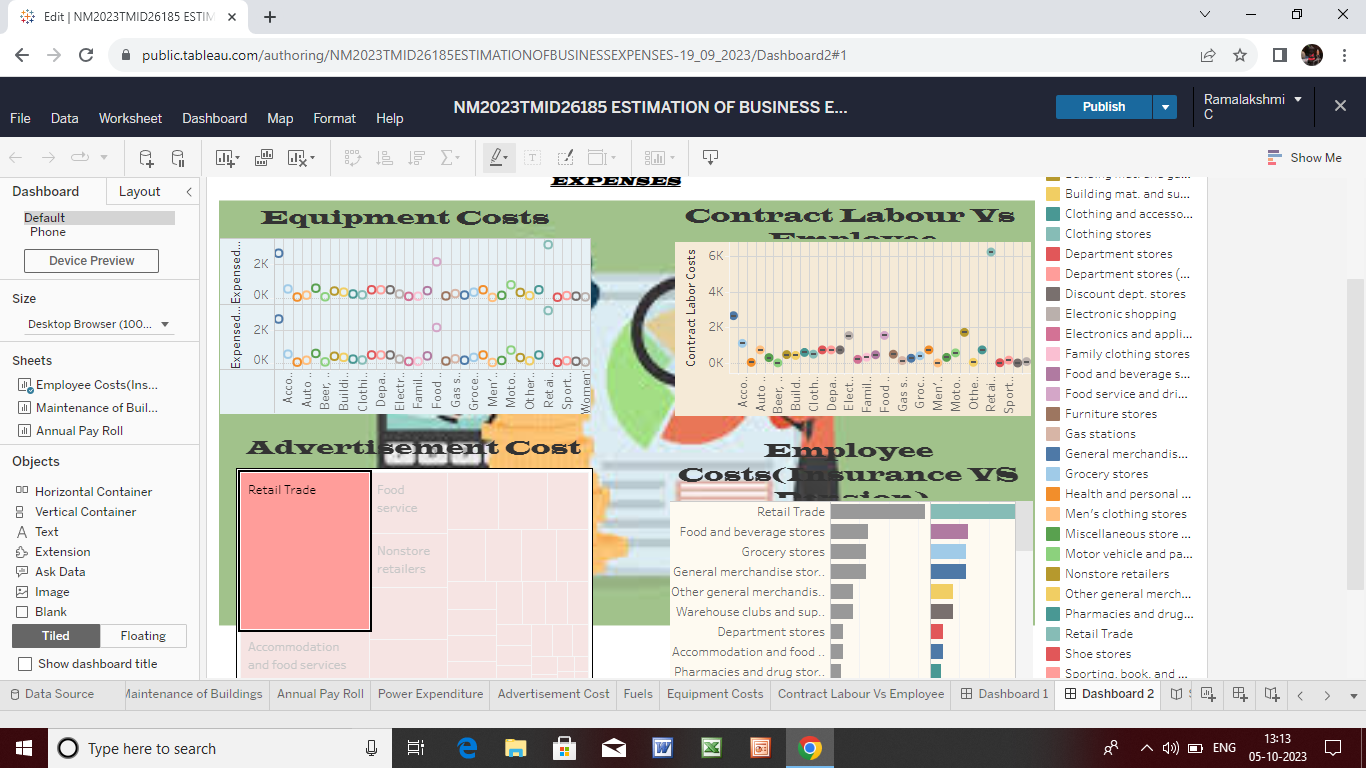 Edit | NM2023TMID26185 ESTIM
public.tableau.com/authoring/NM2023TMID26185ESTIMATIONOFBUSINESSEXPENSES-19_09_2023/Dashboard2#1
NM2023TMID26185 ESTIMATION OF BUSINESS E...
Publish
Ramalakshmi C
File Data Worksheet Dashboard Map Format Help
Show Me
Dashboard Layout
Default
Phone
Device Preview
Size
Desktop Browser (100...
Sheets
Employee Costs(Ins...
Maintenance of Buil...
Annual Pay Roll
Objects
Horizontal Container
Vertical Container
Text
Extension
Ask Data
Image
Blank
Tiled Floating
Show dashboard title
EXPENSES
Equipment Costs
Expensed...
2K
0K
Expensed...
2K
0K
Acco..
Auto..
Beer,..
Buildi..
Clothi..
Depa..
Electr..
Famil..
Food..
Gas s..
Groce..
Men'..
Moto..
Other..
Retai..
Sport..
Women'
Contract Labour Vs
Employee
Contract Labor Costs
6K
4K
2K
0K
Acco..
Auto ..
Beer, ..
Build..
Cloth..
Depa..
Elect..
Famil..
Food ..
Gas s..
Groc..
Men'..
Moto..
Other..
Retai..
Sport..
Advertisement Cost
Retail Trade
Food
service
Nonstore
retailers
Accommodation
and food services
Employee
Costs(Insurance VS
Pension)
Retail Trade
Food and beverage stores
Grocery stores
General merchandise stor..
Other general merchandis..
Warehouse clubs and sup..
Department stores
Accommodation and food ..
Pharmacies and drug stor..
Building mat. and su...
Clothing and accesso...
Clothing stores
Department stores
Department stores (...
Discount dept. stores
Electronic shopping
Electronics and appli...
Family clothing stores
Food and beverage s...
Food service and dri...
Furniture stores
Gas stations
General merchandis...
Grocery stores
Health and personal ...
Men's clothing stores
Miscellaneous store ...
Motor vehicle and pa...
Nonstore retailers
Other general merch...
Pharmacies and drug...
Retail Trade
Shoe stores
Sporting, book, and ...
Data Source
Maintenance of Buildings
Annual Pay Roll
Power Expenditure
Advertisement Cost
Fuels
Equipment Costs
Contract Labour Vs Employee
Dashboard 1
Dashboard 2
Type here to search
ENG
13:13
05-10-2023